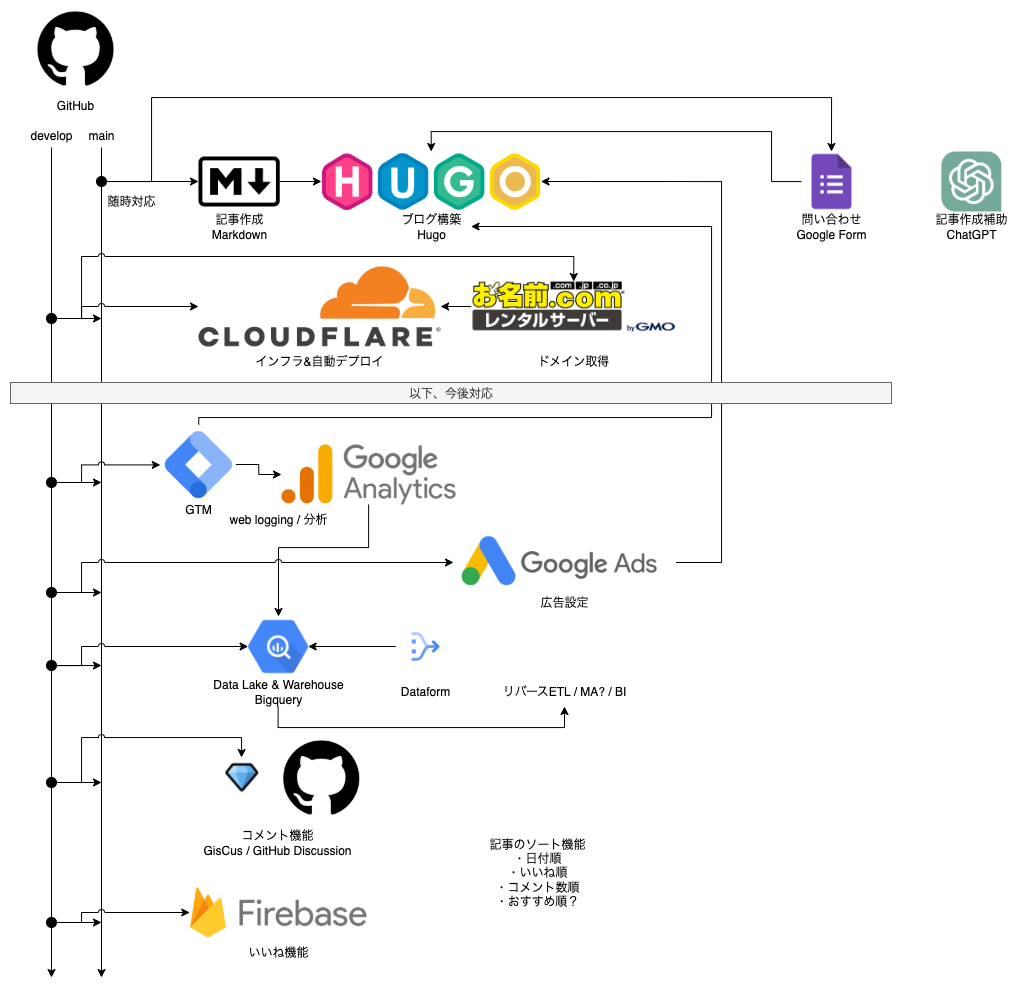 GitHub
develop
main
随時対応
M
HUGO
記事作成
Markdown
ブログ構築
Hugo
問い合わせ
Google Form
記事作成補助
ChatGPT
CLOUDFLARE
インフラ&自動デプロイ
.com .jp .co.jp
お名前.com
レンタルサーバー
by GMO
ドメイン取得
以下、今後対応
GTM
Google
Analytics
web logging / 分析
Google Ads
広告設定
Data Lake & Warehouse
Bigquery
Dataform
リバースETL / MA? / BI
コメント機能
GisCus / GitHub Discussion
記事のソート機能
・日付順
・いいね順
・コメント数順
・おすすめ順？
Firebase
いいね機能